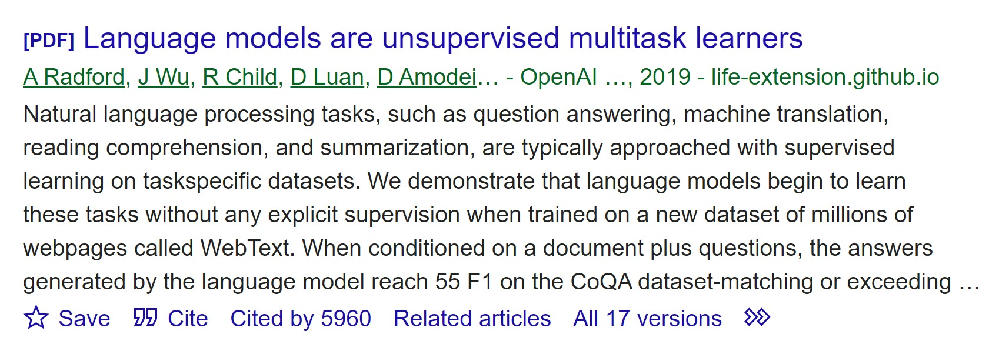 [PDF] Language models are unsupervised multitask learners
A Radford, J Wu, R Child, D Luan, D Amodei… - OpenAI …, 2019 - life-extension.github.io
Natural language processing tasks, such as question answering, machine translation,
reading comprehension, and summarization, are typically approached with supervised
learning on taskspecific datasets. We demonstrate that language models begin to learn
these tasks without any explicit supervision when trained on a new dataset of millions of
webpages called WebText. When conditioned on a document plus questions, the answers
generated by the language model reach 55 F1 on the CoQA dataset-matching or exceeding …
Save Cite Cited by 5960 Related articles All 17 versions